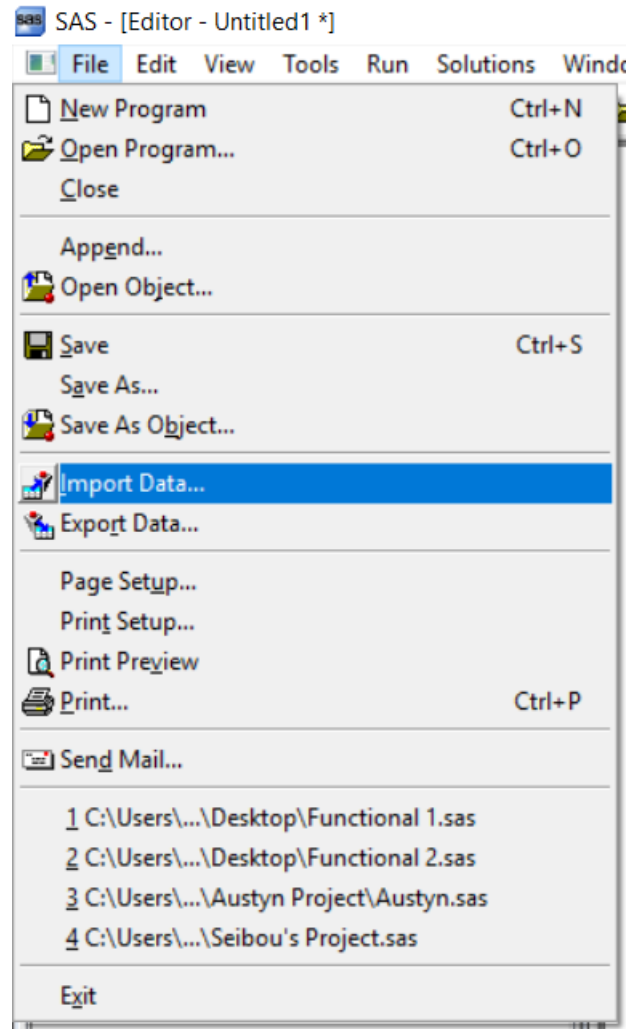 sas SAS - [Editor - Untitled1 *]
File Edit View Tools Run Solutions
New Program Ctrl+N
Open Program... Ctrl+O
Close
Append...
Open Object...
Save Ctrl+S
Save As...
Save As Object...
Import Data...
Export Data...
Page Setup...
Print Setup...
Print Preview
Print... Ctrl+P
Send Mail...
1 C:\Users\...\Desktop\Functional 1.sas
2 C:\Users\...\Desktop\Functional 2.sas
3 C:\Users\...\Austyn Project\Austyn.sas
4 C:\Users\...\Seibou's Project.sas
Exit